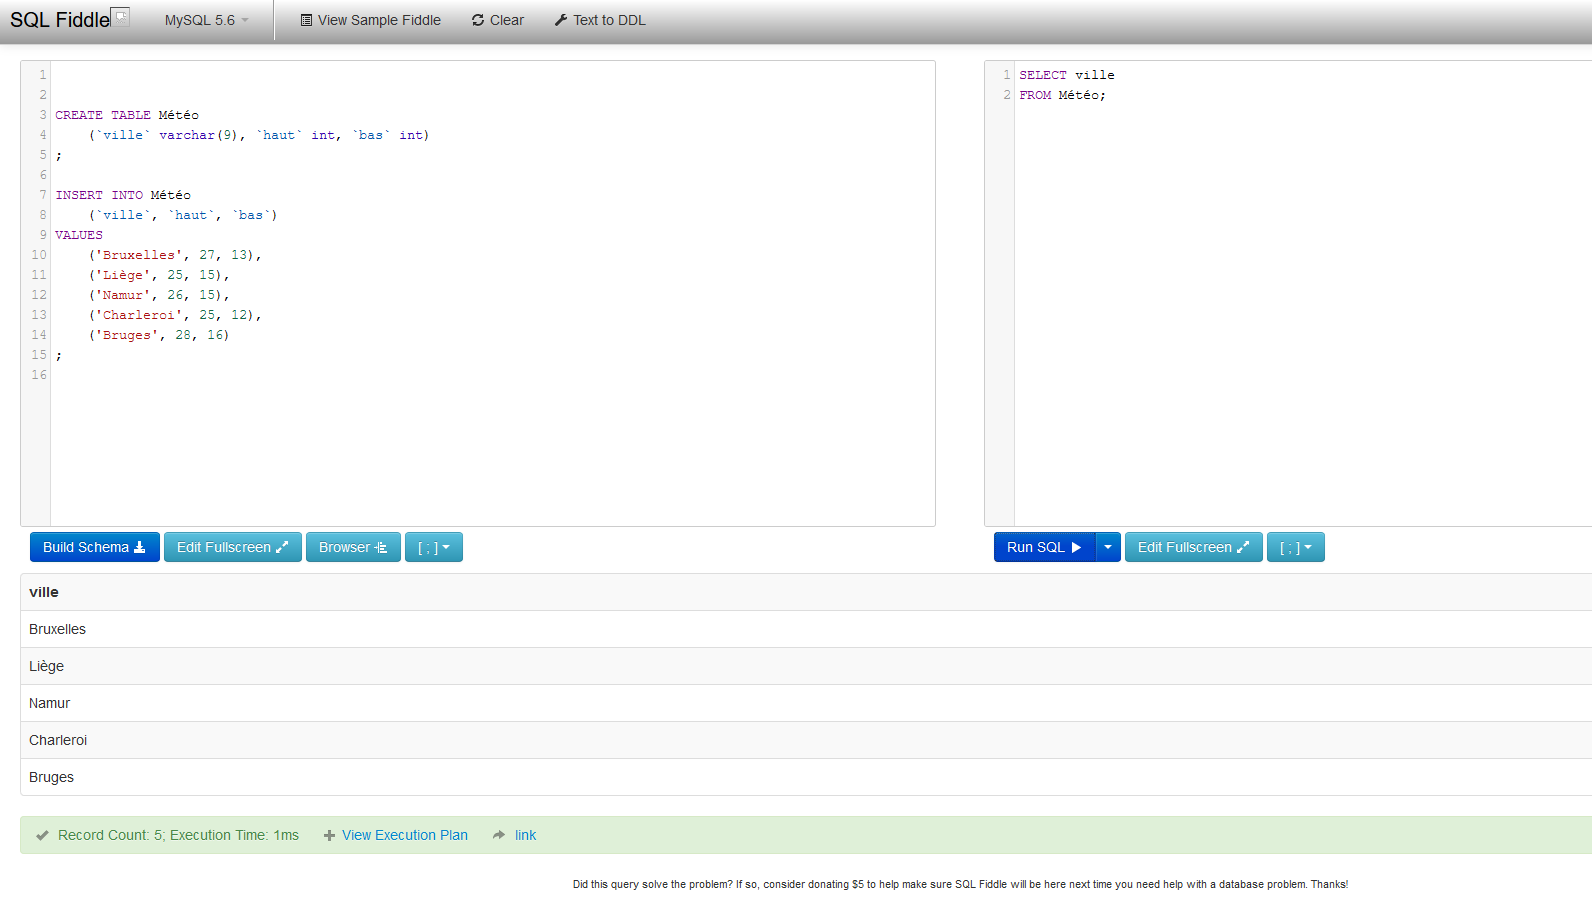 SQL Fiddle MySQL 5.6 View Sample Fiddle Clear Text to DDL
1
2
3 CREATE TABLE Météo
4 (`ville` varchar(9), `haut` int, `bas` int)
5 ;
6
7 INSERT INTO Météo
8 (`ville`, `haut`, `bas`)
9 VALUES
10 ('Bruxelles', 27, 13),
11 ('Liège', 25, 15),
12 ('Namur', 26, 15),
13 ('Charleroi', 25, 12),
14 ('Bruges', 28, 16)
15 ;
16
1 SELECT ville
2 FROM Météo;
Build Schema Edit Fullscreen Browser [ ; ]
Run SQL Edit Fullscreen [ ; ]
ville
Bruxelles
Liège
Namur
Charleroi
Bruges
Record Count: 5; Execution Time: 1ms View Execution Plan link
Did this query solve the problem? If so, consider donating $5 to help make sure SQL Fiddle will be here next time you need help with a database problem. Thanks!